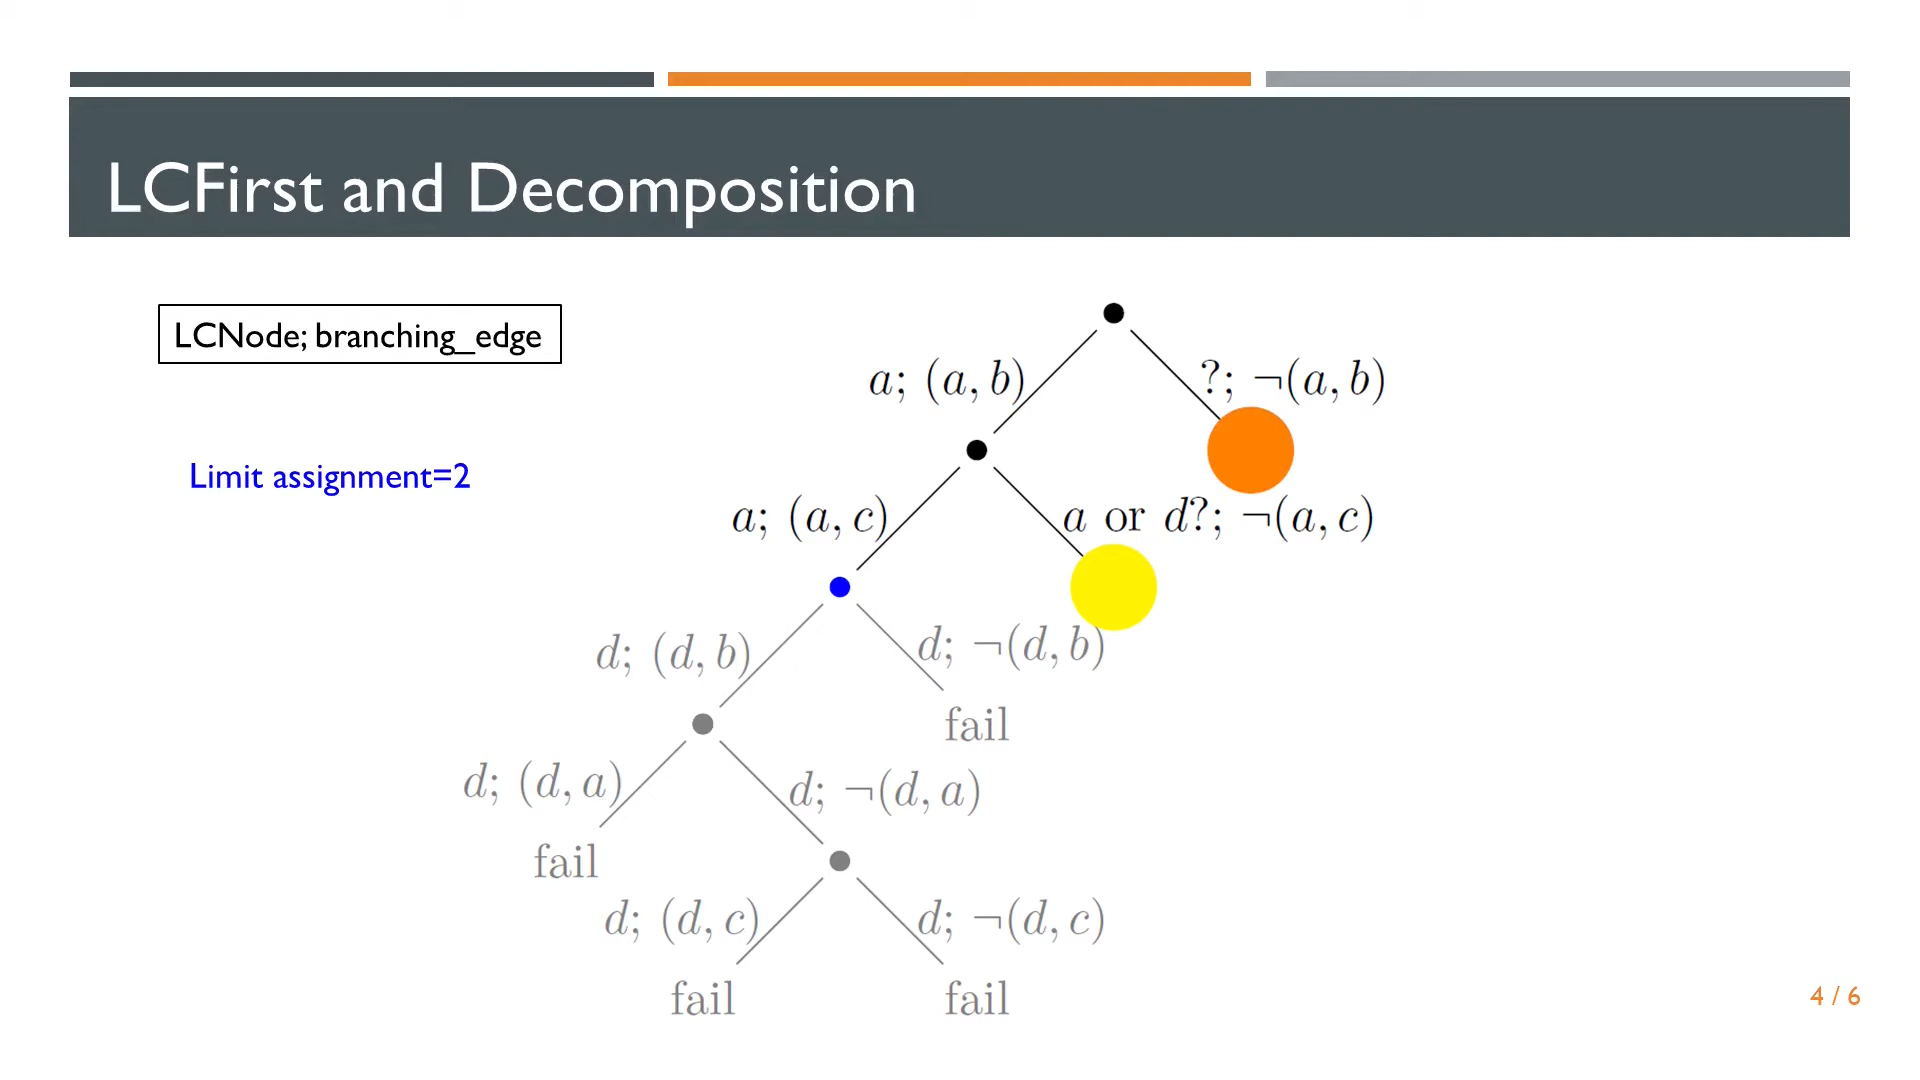 LCFirst and Decomposition
LCNode; branching_edge
a; (a, b)
?; ¬(a, b)
Limit assignment=2
a; (a, c)
a or d?; ¬(a, c)
d; (d, b)
d; ¬(d, b)
fail
d; (d, a)
d; ¬(d, a)
fail
d; (d, c)
d; ¬(d, c)
fail
fail
4 / 6